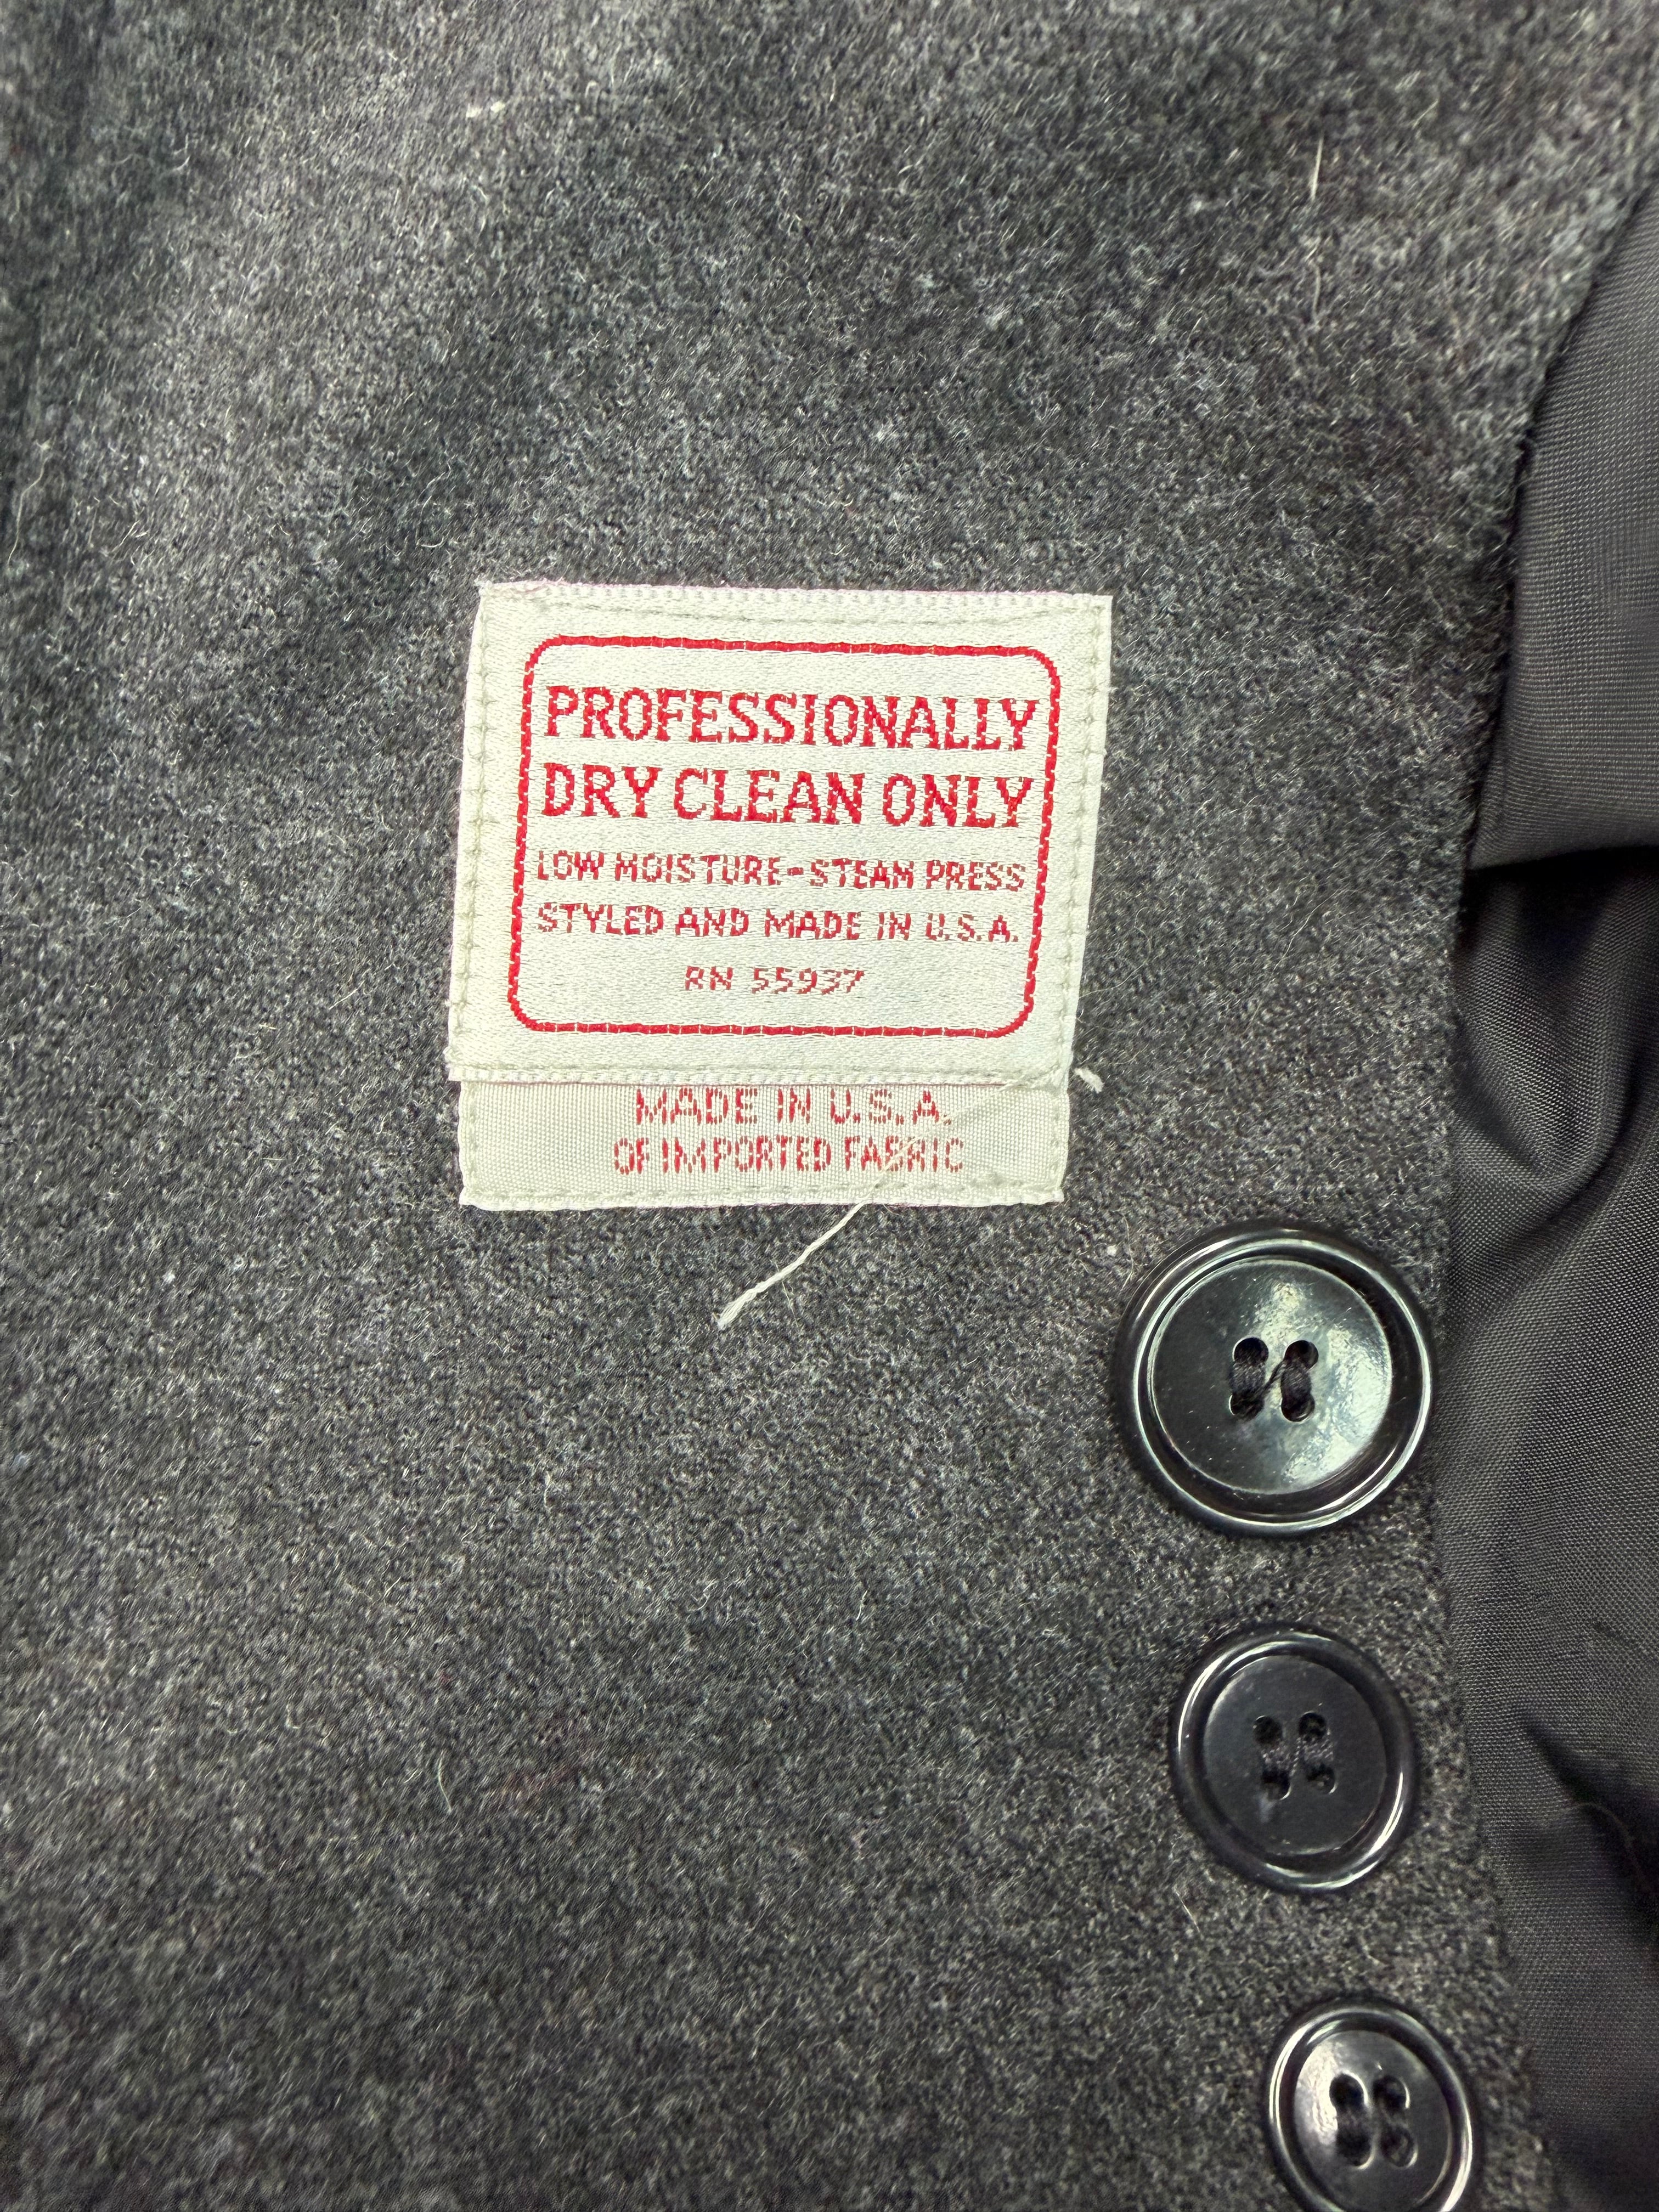 PROFESSIONALLY
DRY CLEAN ONLY
LOW MOISTURE-STEAM PRESS
STYLED AND MADE IN U.S.A.
RN 55937
MADE IN U.S.A.
OF IMPORTED FABRIC